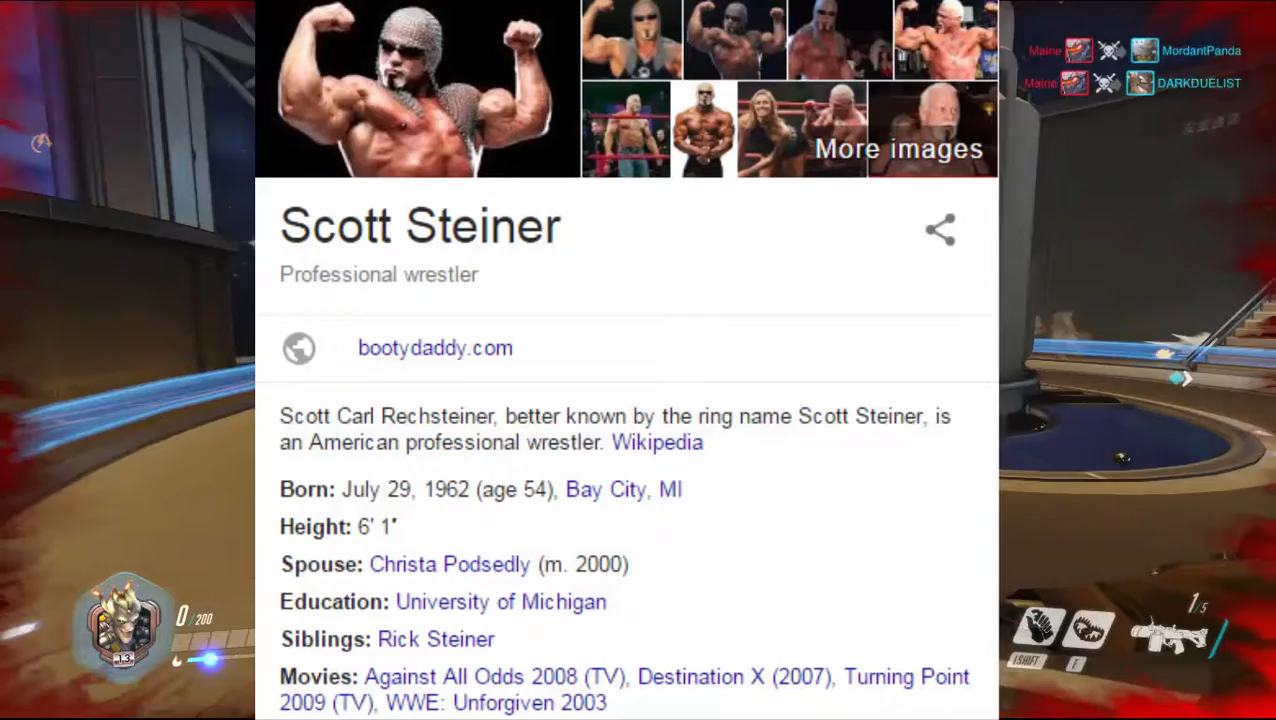 More images
Maine MordantPanda
Maine DARKDUELIST
Scott Steiner
Professional wrestler
bootydaddy.com
Scott Carl Rechsteiner, better known by the ring name Scott Steiner, is
an American professional wrestler. Wikipedia
Born: July 29, 1962 (age 54), Bay City, MI
Height: 6' 1"
Spouse: Christa Podsedly (m. 2000)
Education: University of Michigan
Siblings: Rick Steiner
Movies: Against All Odds 2008 (TV), Destination X (2007), Turning Point
2009 (TV), WWE: Unforgiven 2003
0/200
13
1/5
LSHIFT E